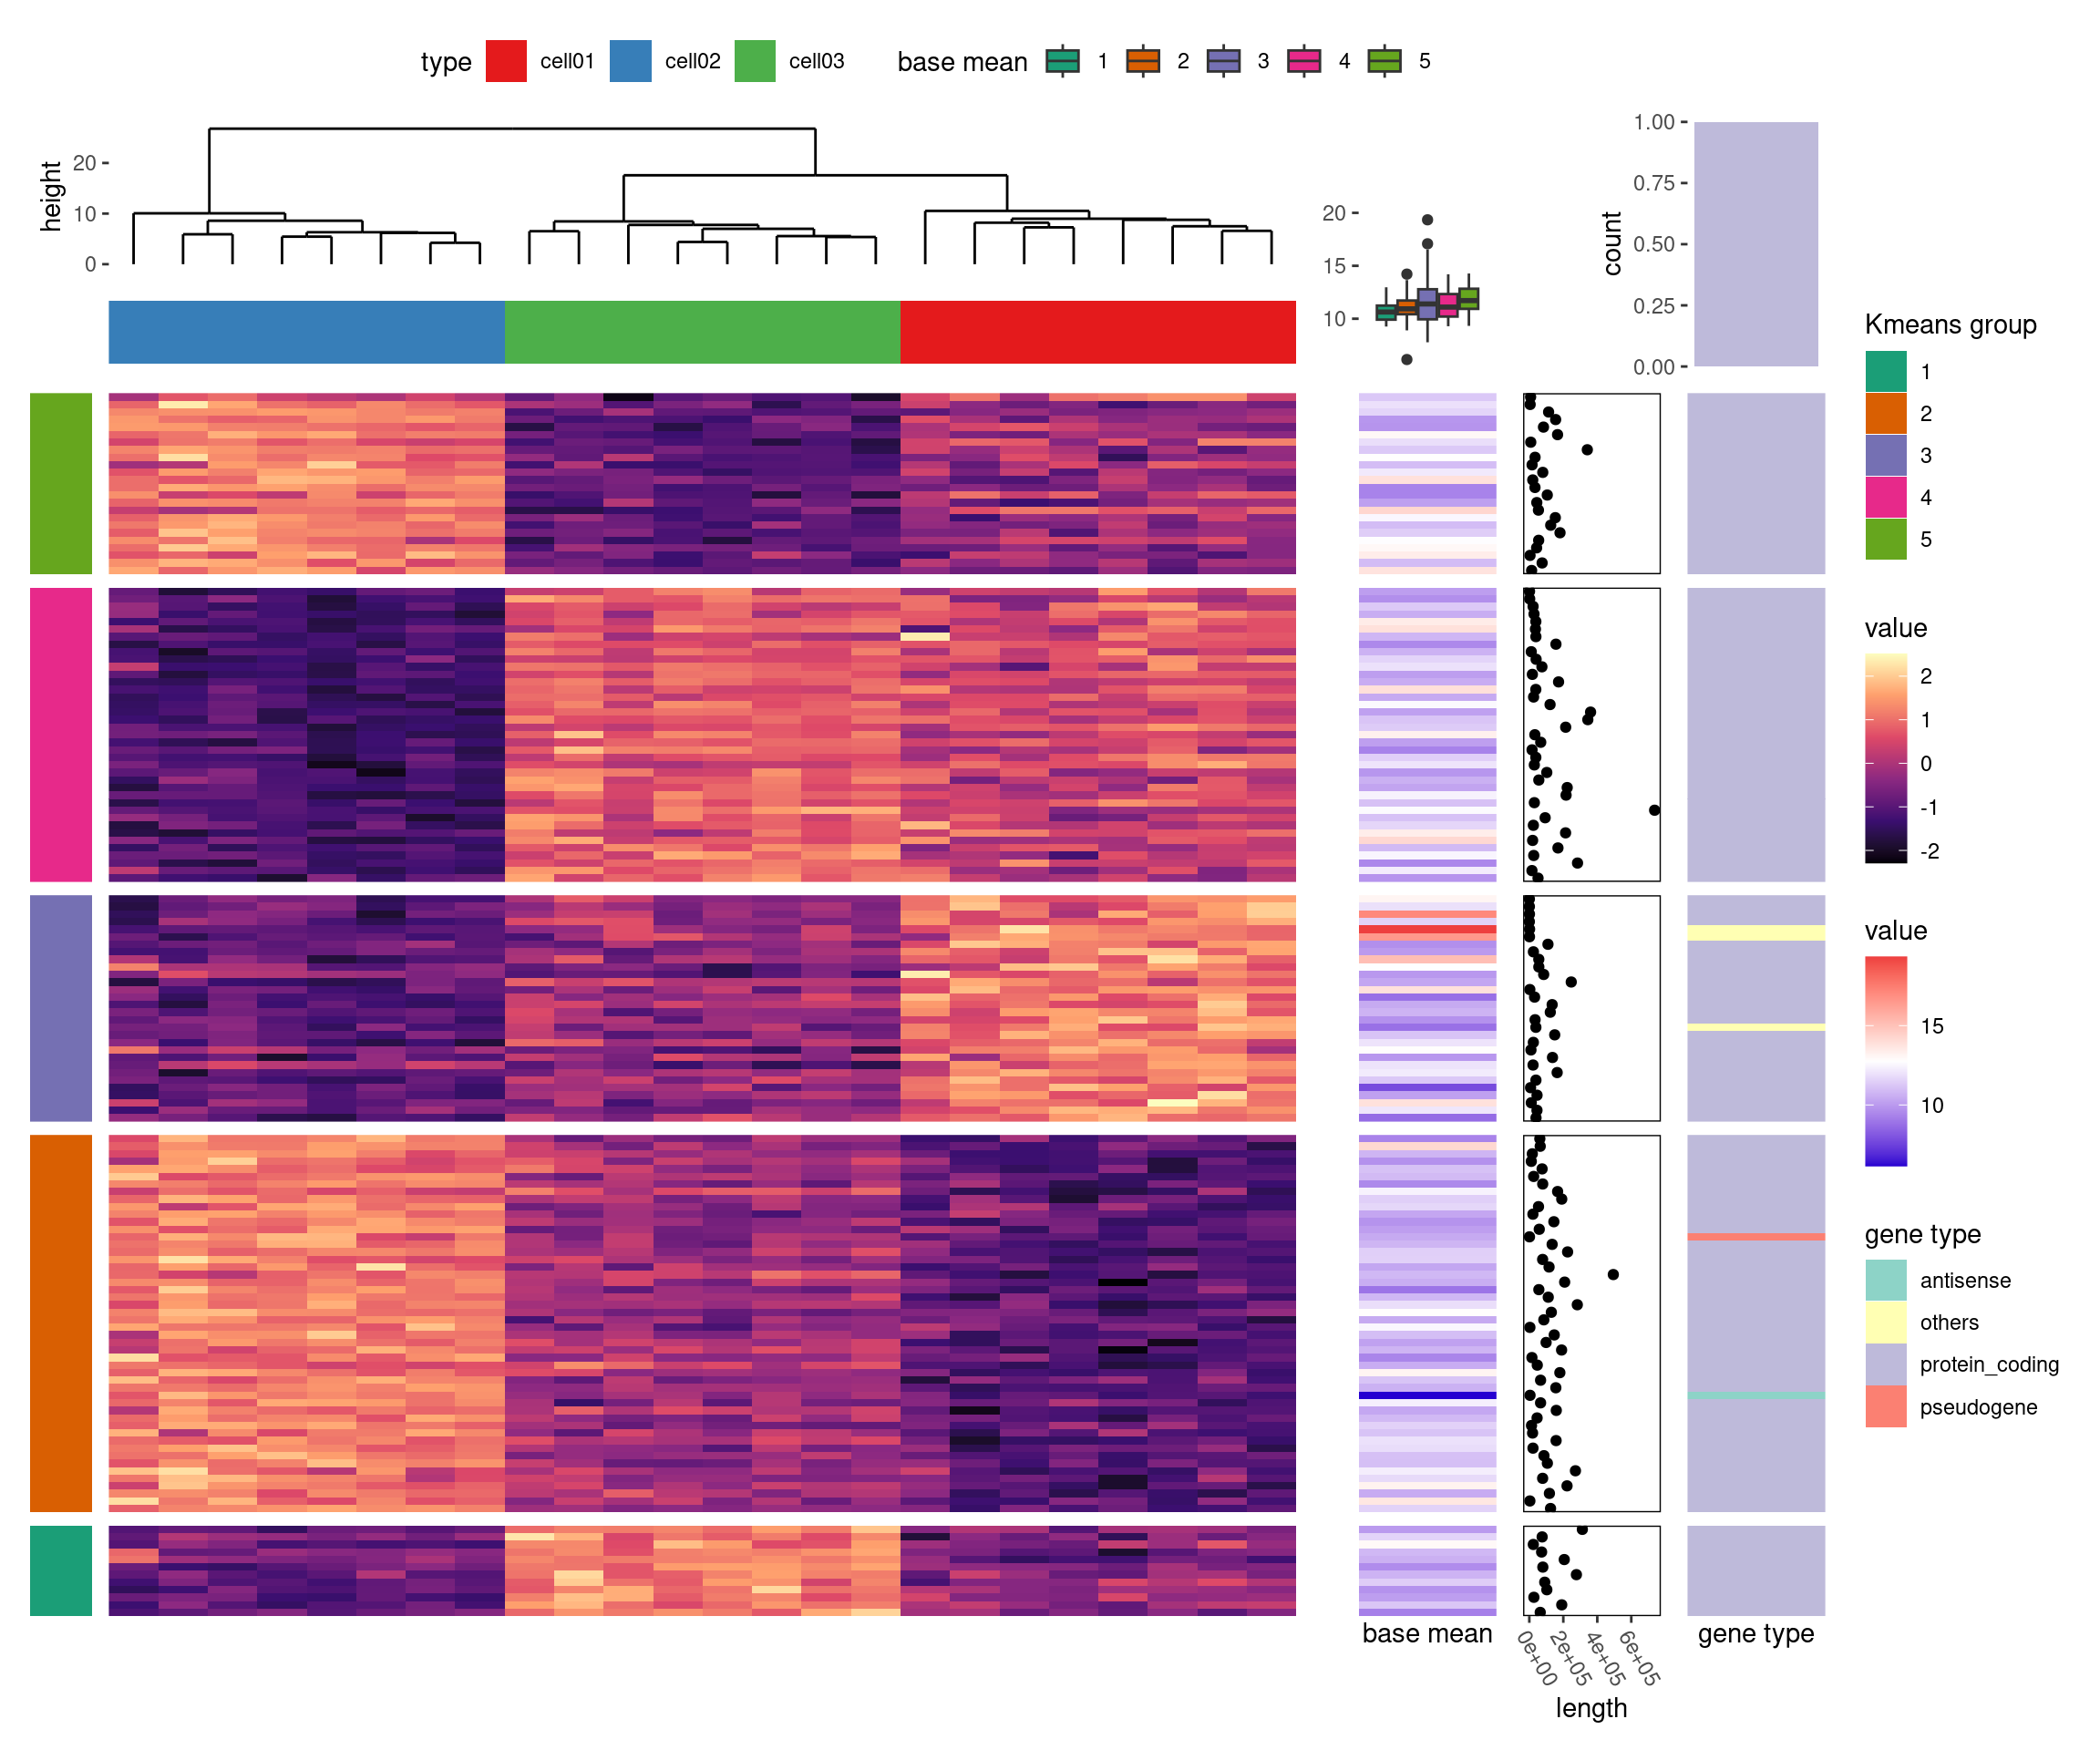 type cell01 cell02 cell03 base mean 1 2 3 4 5
height
20
10
0
20
15
10
count
1.00
0.75
0.50
0.25
0.00
Kmeans group
1
2
3
4
5
value
2
1
0
-1
-2
value
15
10
gene type
antisense
others
protein_coding
pseudogene
base mean
0e+00 2e+05 4e+05 6e+05
length
gene type